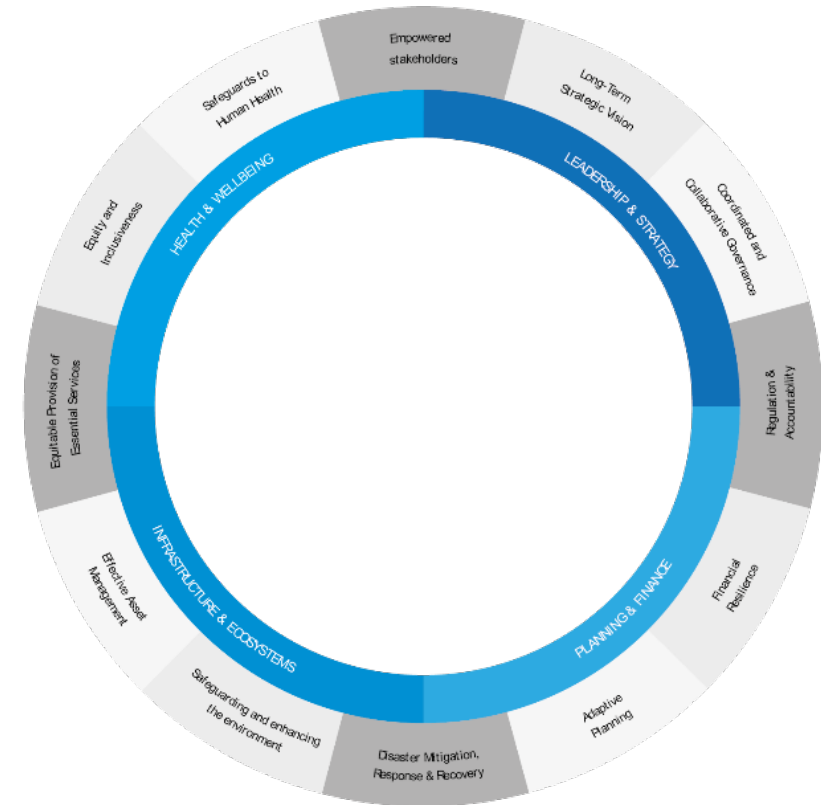 Empowered
stakeholders
Long-Term
Strategic Vision
Coordinated and
Collaborative Governance
Regulation &
Accountability
Financial
Resilience
Adaptive
Planning
Disaster Mitigation,
Response & Recovery
Safeguarding and enhancing
the environment
Effective Asset
Management
Equitable Provision of
Essential Services
Equity and
Inclusiveness
Safeguards to
Human Health
LEADERSHIP & STRATEGY
PLANNING & FINANCE
INFRASTRUCTURE & ECOSYSTEMS
HEALTH & WELLBEING